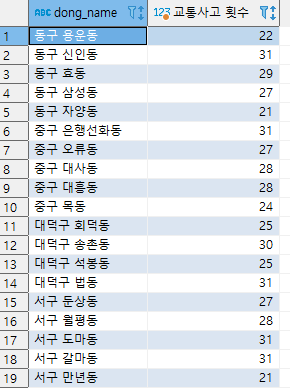 ABC dong_name 123 교통사고 횟수
1 동구 용운동 22
2 동구 신인동 31
3 동구 효동 29
4 동구 삼성동 27
5 동구 자양동 21
6 중구 은행선화동 31
7 중구 오류동 27
8 중구 대사동 28
9 중구 대흥동 28
10 중구 목동 24
11 대덕구 회덕동 25
12 대덕구 송촌동 30
13 대덕구 석봉동 25
14 대덕구 법동 31
15 서구 둔상동 27
16 서구 월평동 28
17 서구 도마동 31
18 서구 갈마동 31
19 서구 만년동 21